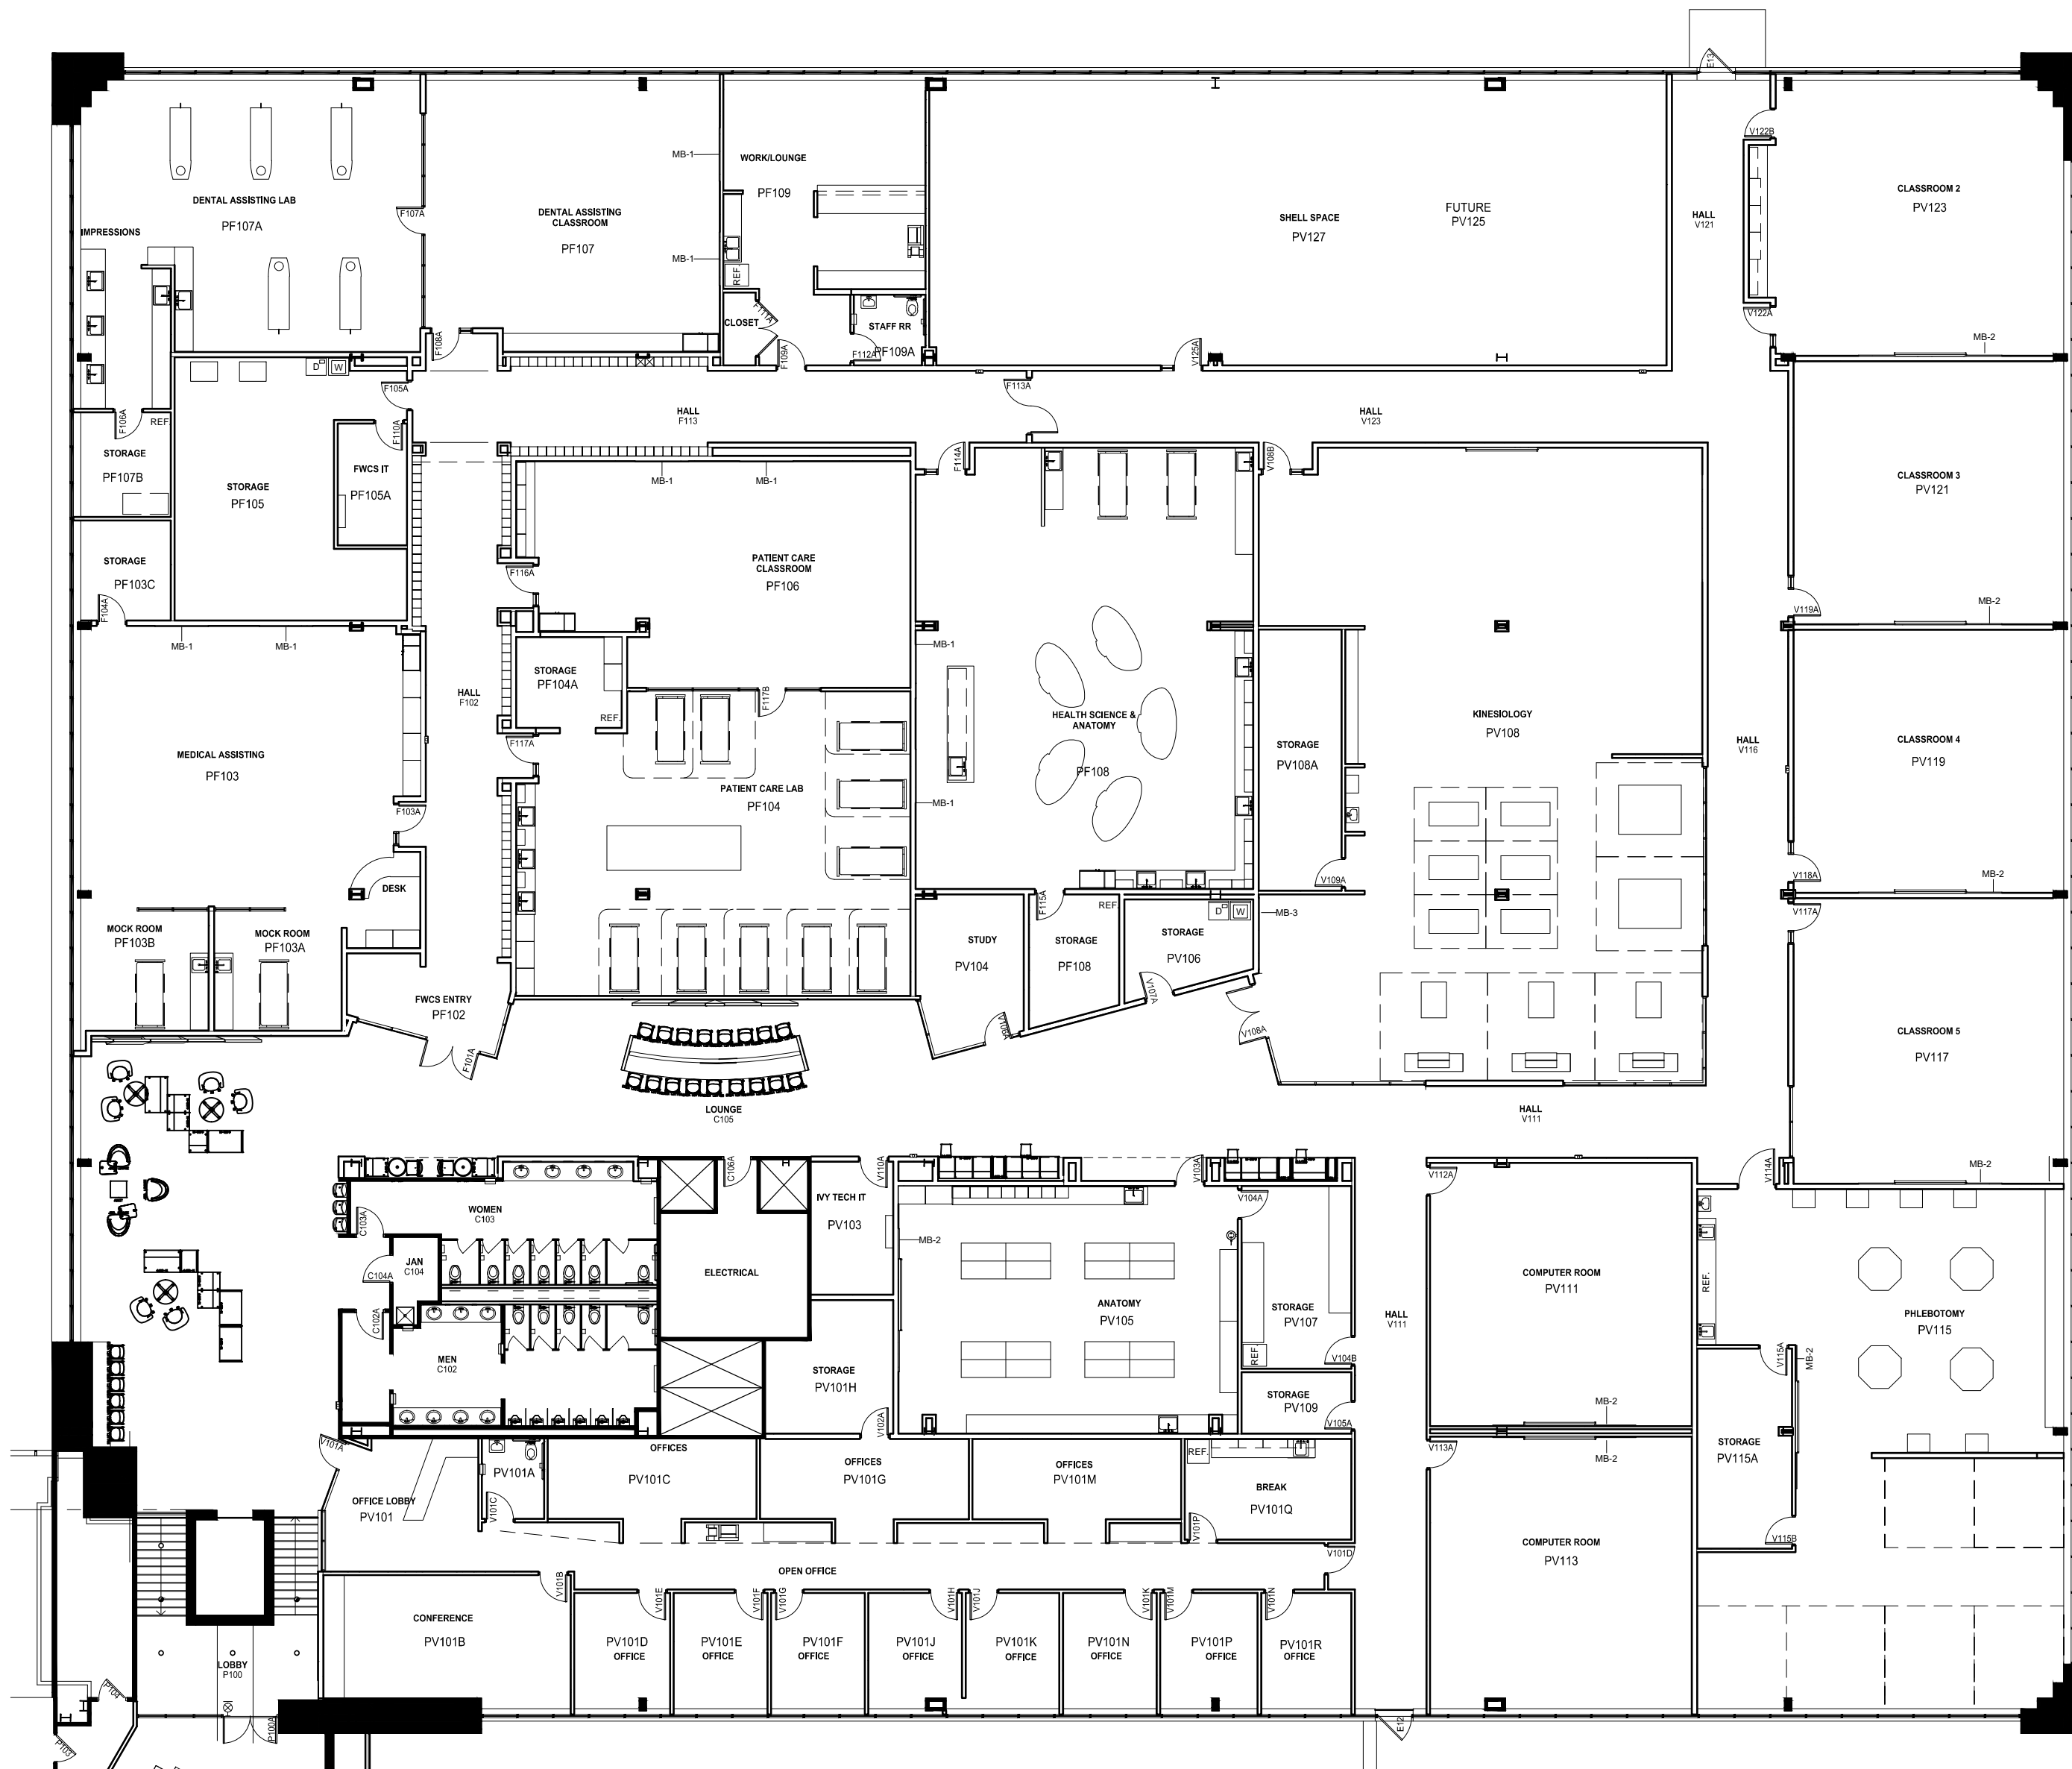 E13
V122B
MB-1
WORK/LOUNGE
PF109
CLASSROOM 2
PV123
DENTAL ASSISTING LAB
PF107A
F107A
DENTAL ASSISTING
CLASSROOM
PF107
SHELL SPACE
PV127
FUTURE
PV125
HALL
V121
IMPRESSIONS
MB-1
REF.
CLOSET
F111A
STAFF RR
PF109A
F112A
V122A
MB-2
F108A
F109A
V125A
D
W
F105A
F113A
HALL
F113
HALL
V123
F106A
REF.
F110A
STORAGE
PF107B
STORAGE
PF105
FWCS IT
PF105A
MB-1
MB-1
F114A
V108B
CLASSROOM 3
PV121
STORAGE
PF103C
F104A
F116A
PATIENT CARE
CLASSROOM
PF106
V119A
MB-2
MB-1
MB-1
MB-1
STORAGE
PF104A
REF.
F117B
HALL
F102
F117A
HEALTH SCIENCE &
ANATOMY
PF108
KINESIOLOGY
PV108
STORAGE
PV108A
HALL
V116
CLASSROOM 4
PV119
MEDICAL ASSISTING
PF103
F103A
PATIENT CARE LAB
PF104
MB-1
V109A
V118A
MB-2
DESK
F115A
REF.
D
W
MB-3
V117A
MOCK ROOM
PF103B
MOCK ROOM
PF103A
STUDY
PV104
STORAGE
PF108
STORAGE
PV106
V107A
FWCS ENTRY
PF102
F101A
V106A
V108A
CLASSROOM 5
PV117
LOUNGE
C105
HALL
V111
C106A
V110A
V103A
V112A
V114A
MB-2
WOMEN
C103
C103A
IVY TECH IT
PV103
V104A
MB-2
JAN
C104
C104A
ELECTRICAL
COMPUTER ROOM
PV111
REF.
PHLEBOTOMY
PV115
C102A
ANATOMY
PV105
STORAGE
PV107
REF.
V104B
HALL
V111
MEN
C102
STORAGE
PV101H
V102A
STORAGE
PV109
V105A
V115A
MB-2
MB-2
V101A
V113A
MB-2
STORAGE
PV115A
V115B
OFFICES
PV101C
PV101A
V101C
OFFICES
PV101G
OFFICES
PV101M
REF.
BREAK
PV101Q
V101P
OFFICE LOBBY
PV101
COMPUTER ROOM
PV113
V101D
OPEN OFFICE
V101B
V101E
V101F
V101G
V101H
V101J
V101K
V101M
V101N
CONFERENCE
PV101B
PV101D
OFFICE
PV101E
OFFICE
PV101F
OFFICE
PV101J
OFFICE
PV101K
OFFICE
PV101N
OFFICE
PV101P
OFFICE
PV101R
OFFICE
LOBBY
P100
P104
P100A
P103
E12